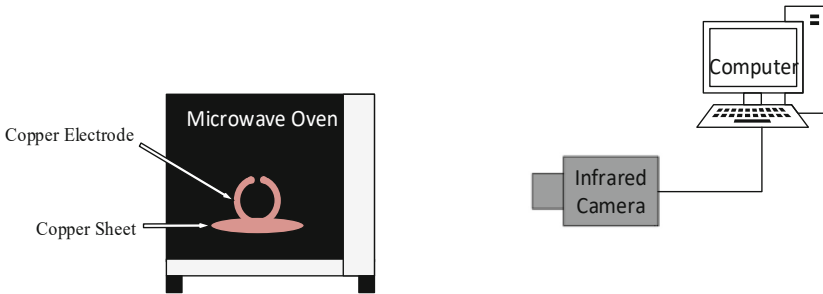 Computer
Microwave Oven
Copper Electrode
Infrared
Camera
Copper Sheet